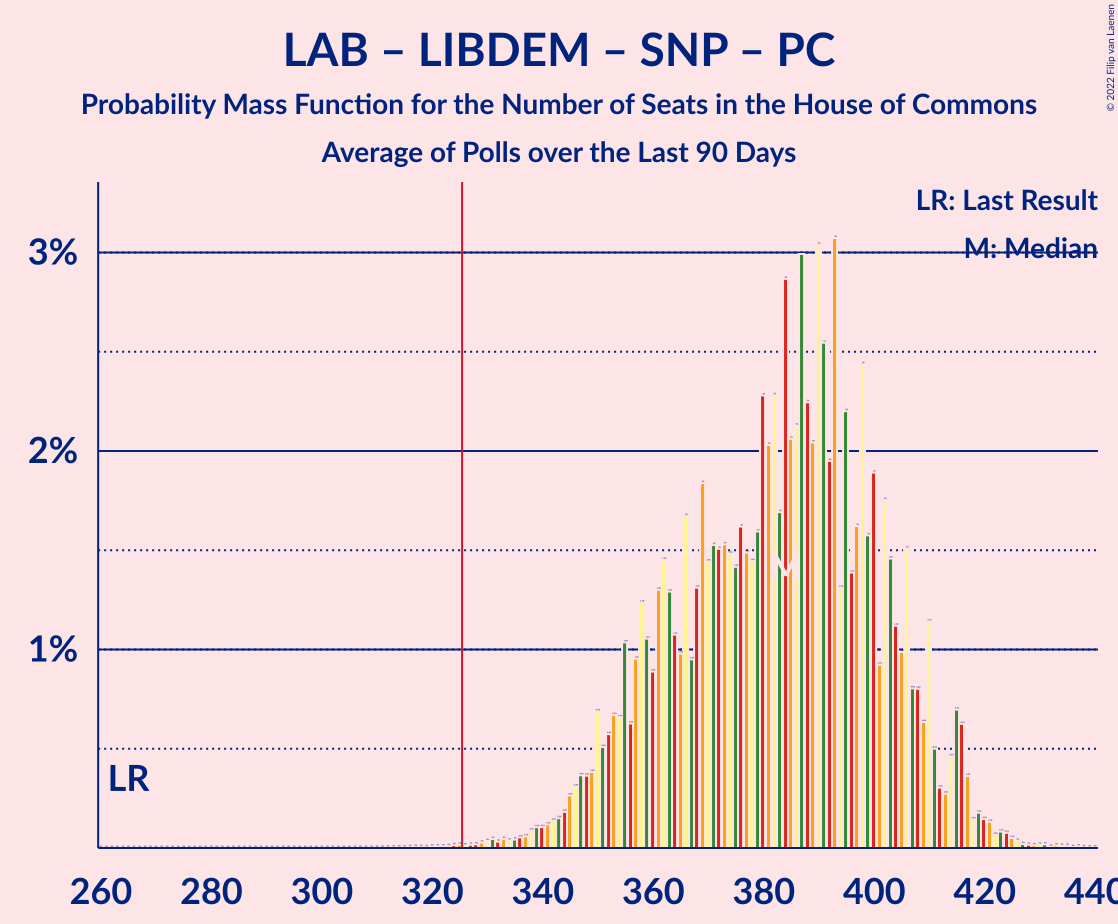 LAB – LIBDEM – SNP – PC
Probability Mass Function for the Number of Seats in the House of Commons
Average of Polls over the Last 90 Days
© 2022 Filip van Laenen
LR: Last Result
M: Median
3%
2%
1%
M
LR
260 280 300 320 340 360 380 400 420 440